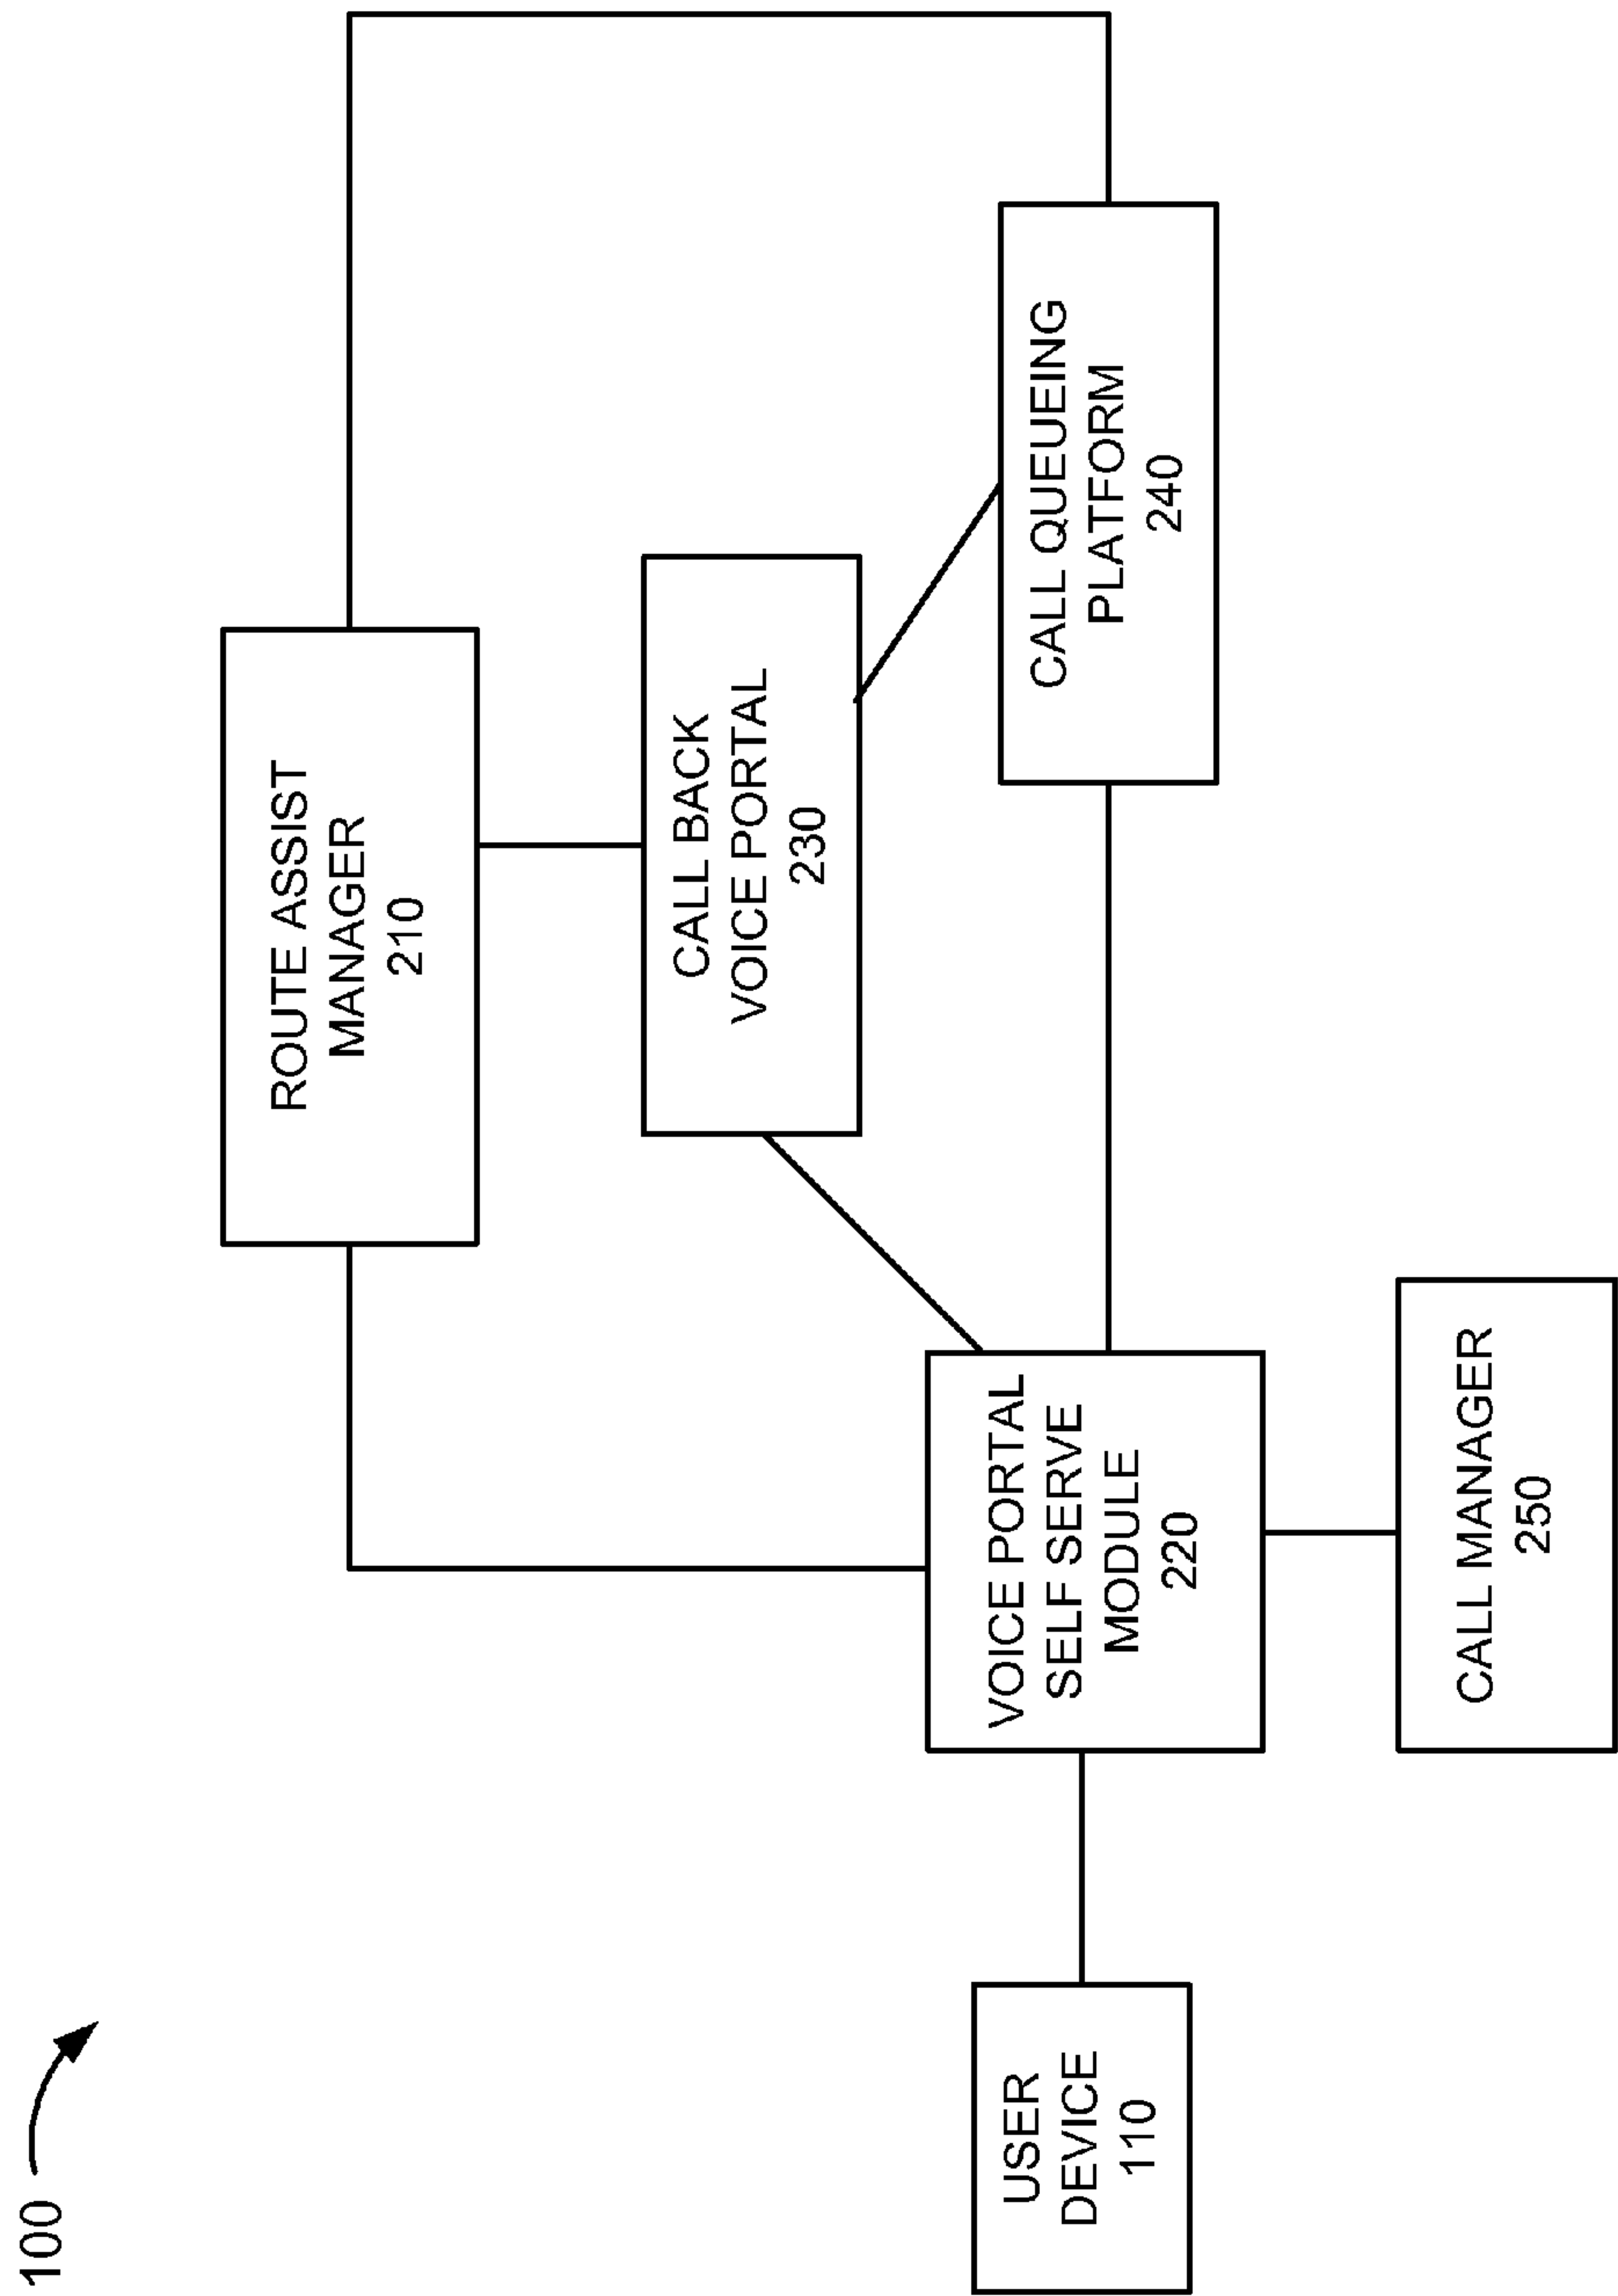 100
ROUTE ASSIST
MANAGER
210
CALL BACK
VOICE PORTAL
230
USER
DEVICE
110
VOICE PORTAL
SELF SERVE
MODULE
220
CALL QUEUEING
PLATFORM
240
CALL MANAGER
250